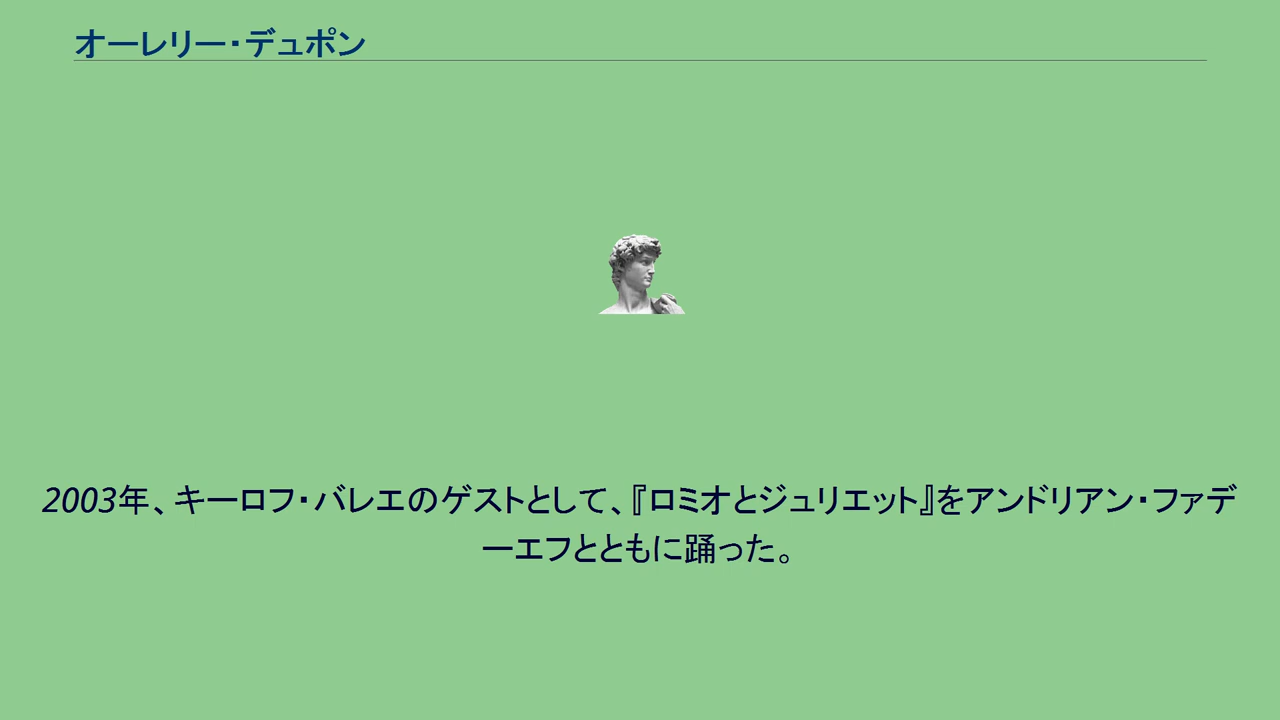 オーレリー・デュポン
2003年、キーロフ・バレエのゲストとして、『ロミオとジュリエット』をアンドリアン・ファデ
ーエフとともに踊った。